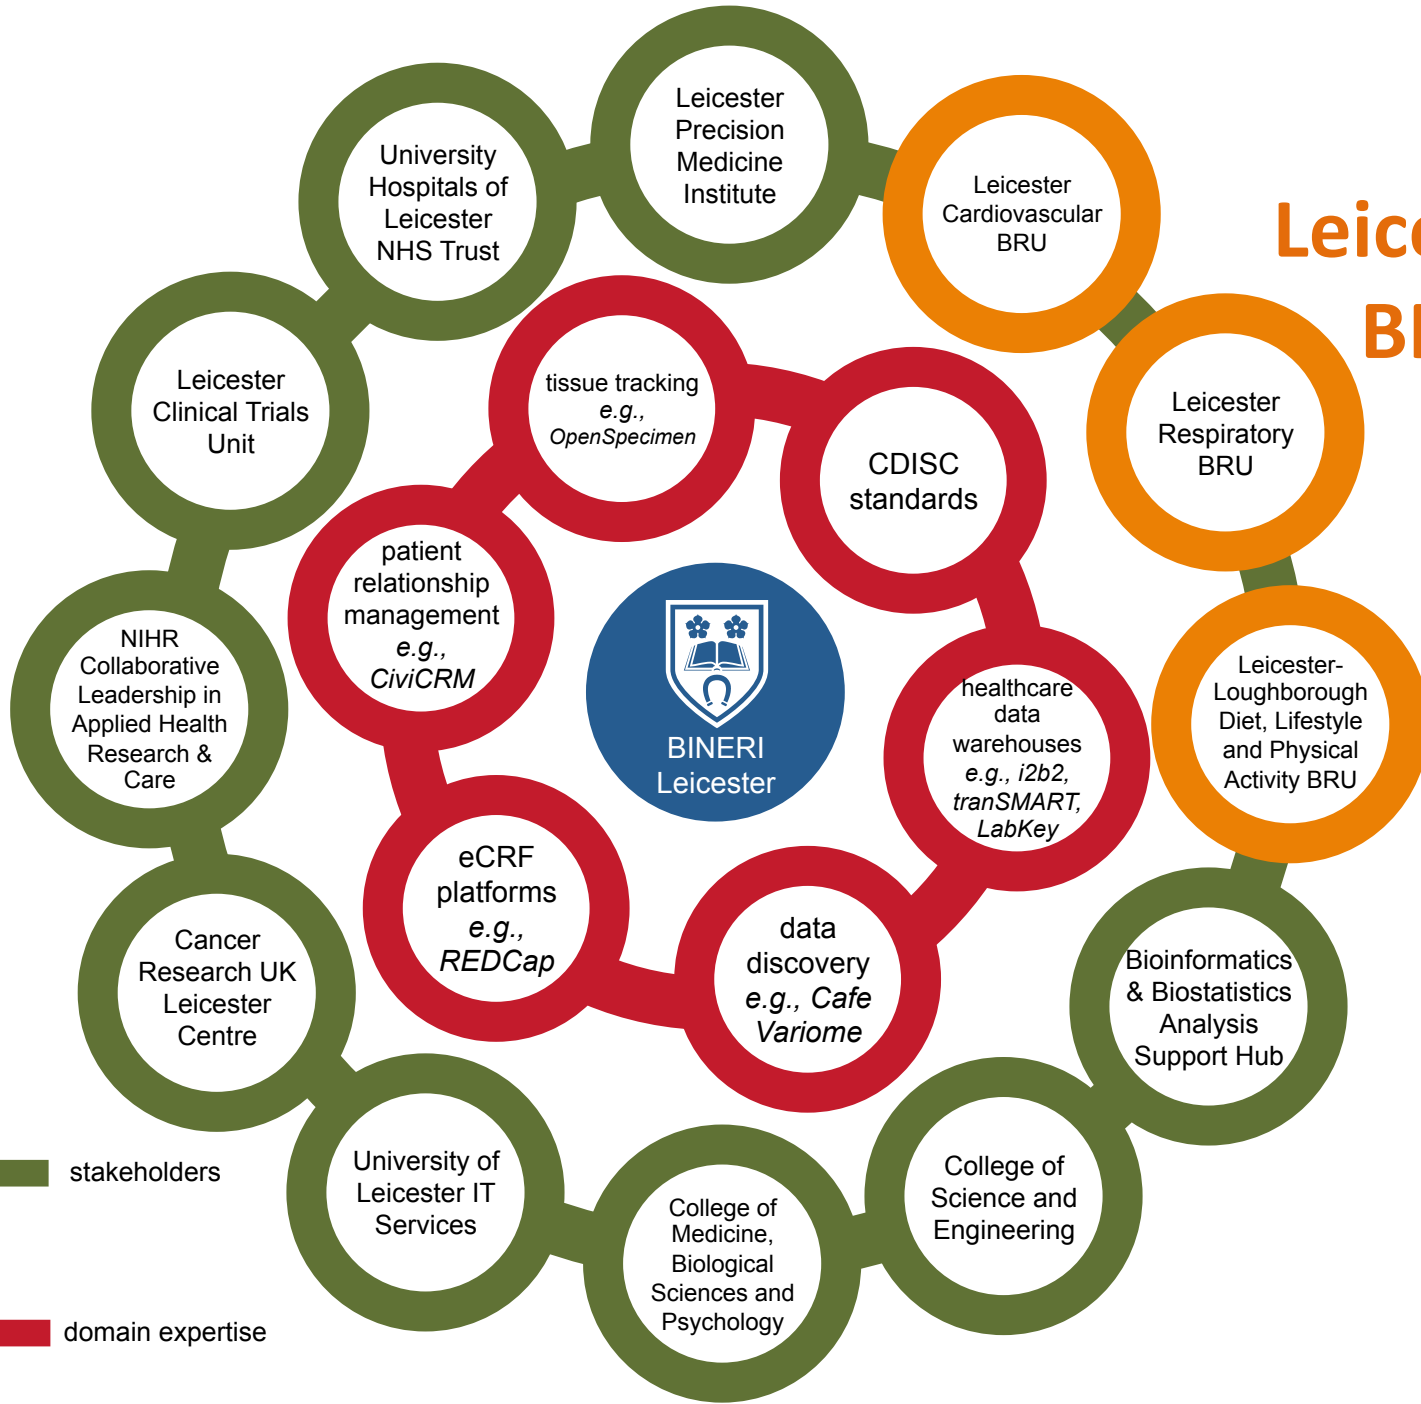 Leicester
Precision
Medicine
Institute
University
Hospitals of
Leicester
NHS Trust
Leicester
Cardiovascular
BRU
Leicester
Clinical Trials
Unit
tissue tracking
e.g.,
OpenSpecimen
CDISC
standards
Leicester
Respiratory
BRU
patient
relationship
management
e.g.,
CiviCRM
NIHR
Collaborative
Leadership in
Applied Health
Research &
Care
BINERI
Leicester
healthcare
data
warehouses
e.g., i2b2,
tranSMART,
LabKey
Leicester-
Loughborough
Diet, Lifestyle
and Physical
Activity BRU
eCRF
platforms
e.g.,
REDCap
data
discovery
e.g., Cafe
Variome
Cancer
Research UK
Leicester
Centre
Bioinformatics
& Biostatistics
Analysis
Support Hub
University of
Leicester IT
Services
College of
Medicine,
Biological
Sciences and
Psychology
College of
Science and
Engineering
stakeholders
domain expertise